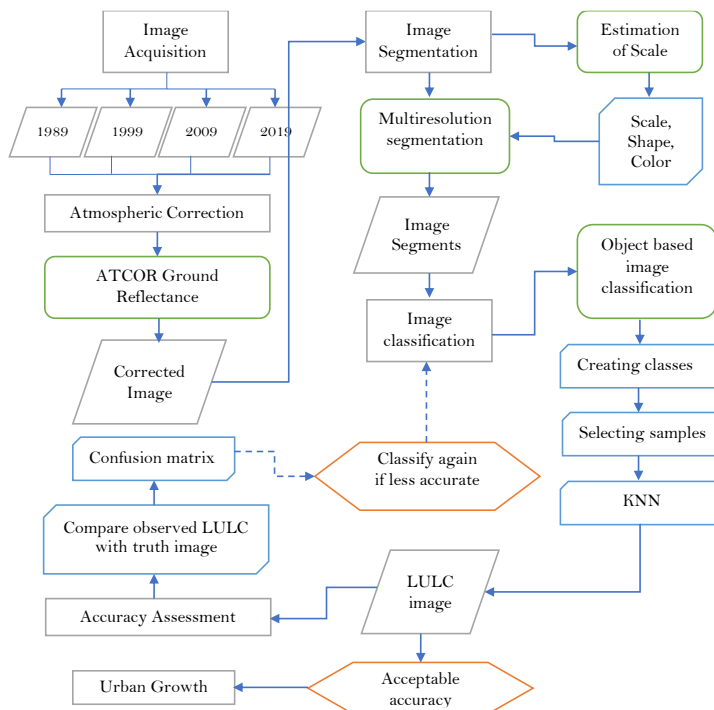 Image
Acquisition
1989
1999
2009
2019
Atmospheric Correction
ATCOR Ground
Reflectance
Corrected
Image
Image
Segmentation
Estimation
of Scale
Multiresolution
segmentation
Scale,
Shape,
Color
Image
Segments
Object based
image
classification
Image
classification
Creating classes
Selecting samples
KNN
Confusion matrix
Classify again
if less accurate
Compare observed LULC
with truth image
LULC
image
Accuracy Assessment
Urban Growth
Acceptable
accuracy